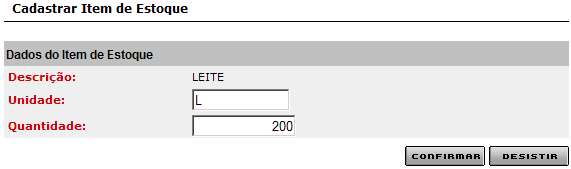 Cadastrar Item de Estoque
Dados do Item de Estoque
Descrição: LEITE
Unidade: L
Quantidade: 200
CONFIRMAR DESISTIR